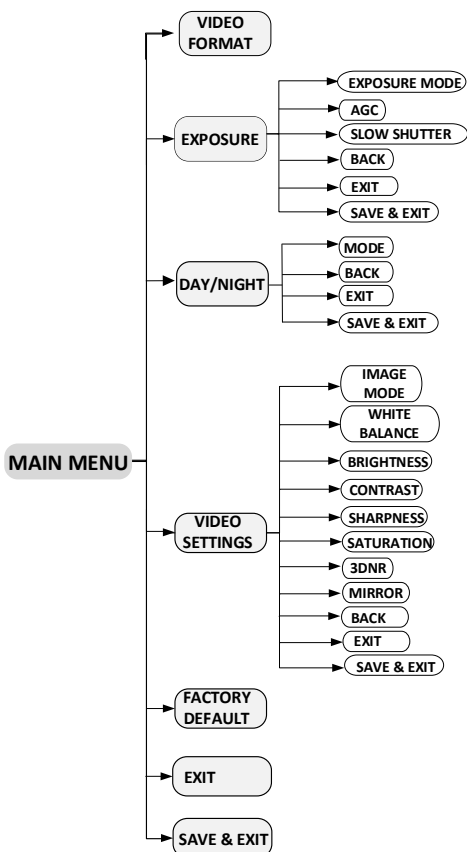 VIDEO
FORMAT
EXPOSURE MODE
AGC
EXPOSURE
SLOW SHUTTER
BACK
EXIT
SAVE & EXIT
MODE
DAY/NIGHT
BACK
EXIT
SAVE & EXIT
IMAGE
MODE
WHITE
BALANCE
MAIN MENU
BRIGHTNESS
CONTRAST
VIDEO
SETTINGS
SHARPNESS
SATURATION
3DNR
MIRROR
BACK
EXIT
SAVE & EXIT
FACTORY
DEFAULT
EXIT
SAVE & EXIT